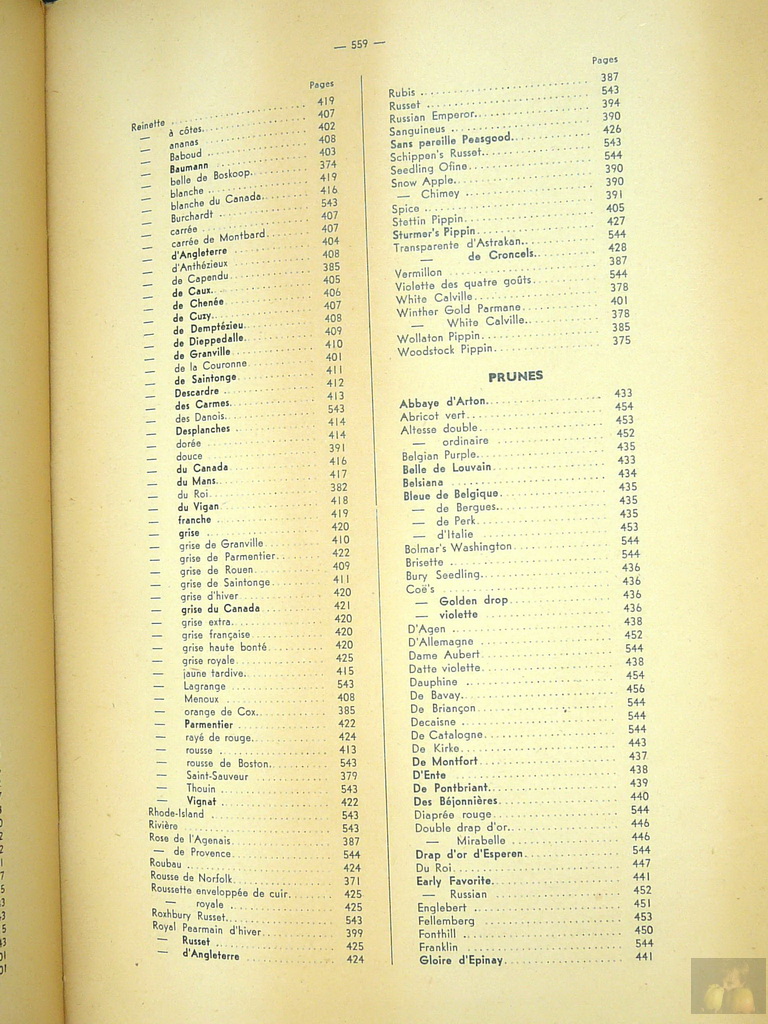 — 559 —
Pages
Reinette 419
— à côtes 407
— ananas 402
— Baboud 408
— Baumann 403
— belle de Boskoop 374
— blanche 419
— blanche du Canada 416
— Burchardt 543
— carrée 407
— carrée de Montbard 407
— d'Angleterre 404
— d'Anthézieux 408
— de Capendu 385
— de Caux 405
— de Chenée 406
— de Cuzy 407
— de Demptézieu 408
— de Dieppedalle 409
— de Granville 410
— de la Couronne 401
— de Saintonge 411
— Descardre 412
— des Carmes 413
— des Danois 543
— Desplanches 414
— dorée 414
— douce 391
— du Canada 416
— du Mans 417
— du Roi 382
— du Vigan 418
— franche 419
— grise 420
— grise de Granville 410
— grise de Parmentier 422
— grise de Rouen 409
— grise de Saintonge 411
— grise d'hiver 420
— grise du Canada 421
— grise extra 420
— grise française 420
— grise haute bonté 420
— grise royale 425
— jaune tardive 415
— Lagrange 543
— Menoux 408
— orange de Cox 385
— Parmentier 422
— rayé de rouge 424
— rousse 413
— rousse de Boston 543
— Saint-Sauveur 379
— Thouin 543
— Vignat 422
Rhode-Island 543
Rivière 543
Rose de l'Agenais 387
— de Provence 544
Roubau 424
Rousse de Norfolk 371
Roussette enveloppée de cuir 425
— royale 425
Roxhbury Russet 543
Royal Pearmain d'hiver 399
— Russet 425
— d'Angleterre 424
Pages
Rubis 387
Russet 543
Russian Emperor 394
Sanguineus 390
Sans pareille Peasgood 426
Schippen's Russet 543
Seedling Ofine 544
Snow Apple 390
— Chimey 390
Spice 391
Stettin Pippin 405
Sturmer's Pippin 427
Transparente d'Astrakan 544
— de Croncels 428
Vermillon 387
Violette des quatre goûts 544
White Calville 378
Winther Gold Parmane 401
— White Calville 378
Wollaton Pippin 385
Woodstock Pippin 375
PRUNES
Abbaye d'Arton 433
Abricot vert 454
Altesse double 453
— ordinaire 452
Belgian Purple 435
Belle de Louvain 433
Belsiana 434
Bleue de Belgique 435
— de Bergues 435
— de Perk 435
— d'Italie 453
Bolmar's Washington 544
Brisette 544
Bury Seedling 436
Coë's 436
— Golden drop 436
— violette 436
D'Agen 438
D'Allemagne 452
Dame Aubert 544
Datte violette 438
Dauphine 454
De Bavay 456
De Briançon 544
Decaisne 544
De Catalogne 544
De Kirke 443
De Montfort 437
D'Ente 438
De Pontbriant 439
Des Béjonnières 440
Diaprée rouge 544
Double drap d'or 446
— Mirabelle 446
Drap d'or d'Esperen 544
Du Roi 447
Early Favorite 441
— Russian 452
Englebert 451
Fellemberg 453
Fonthill 450
Franklin 544
Gloire d'Epinay 441